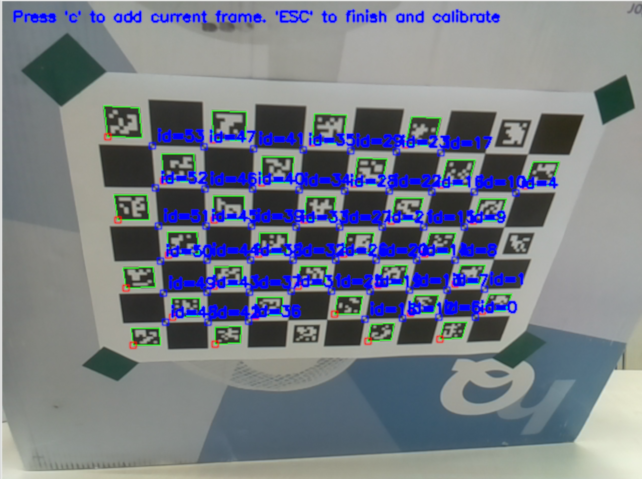 Press 'c' to add current frame. 'ESC' to finish and calibrate
id=53 id=47 id=41 id=35 id=29 id=23 id=17
id=52 id=46 id=40 id=34 id=28 id=22 id=16 id=10 id=4
id=51 id=45 id=39 id=33 id=27 id=21 id=15 id=9
id=50 id=44 id=38 id=32 id=26 id=20 id=14 id=8
id=49 id=43 id=37 id=31 id=25 id=19 id=13 id=7 id=1
id=48 id=42 id=36 id=18 id=12 id=6 id=0